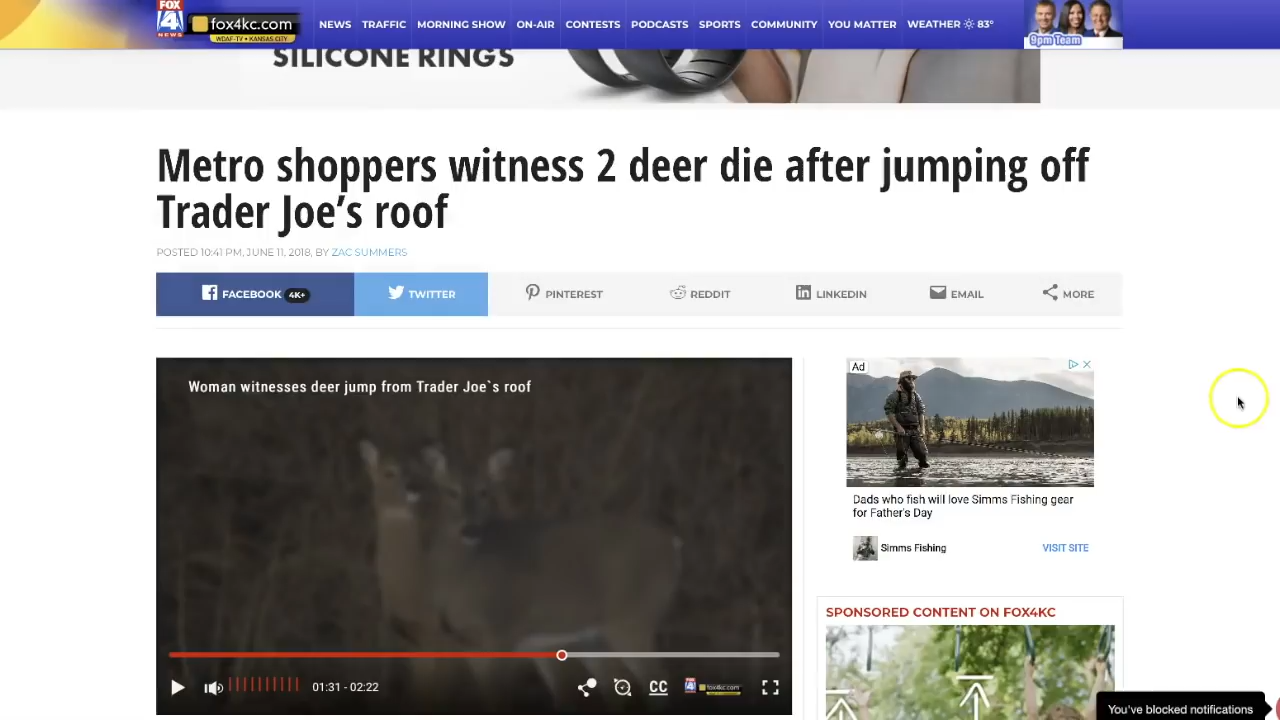 FOX
4
NEWS
fox4kc.com
WDAF-TV • KANSAS CITY
NEWS TRAFFIC MORNING SHOW ON-AIR CONTESTS PODCASTS SPORTS COMMUNITY YOU MATTER WEATHER 83°
9pm Team
SILICONE RINGS
Metro shoppers witness 2 deer die after jumping off
Trader Joe’s roof
POSTED 10:41 PM, JUNE 11, 2018, BY ZAC SUMMERS
FACEBOOK 4K+ TWITTER PINTEREST REDDIT LINKEDIN EMAIL MORE
Woman witnesses deer jump from Trader Joe`s roof
01:31 - 02:22
CC
4
fox4kc.com
Ad
Dads who fish will love Simms Fishing gear
for Father's Day
Simms Fishing
VISIT SITE
SPONSORED CONTENT ON FOX4KC
You've blocked notifications